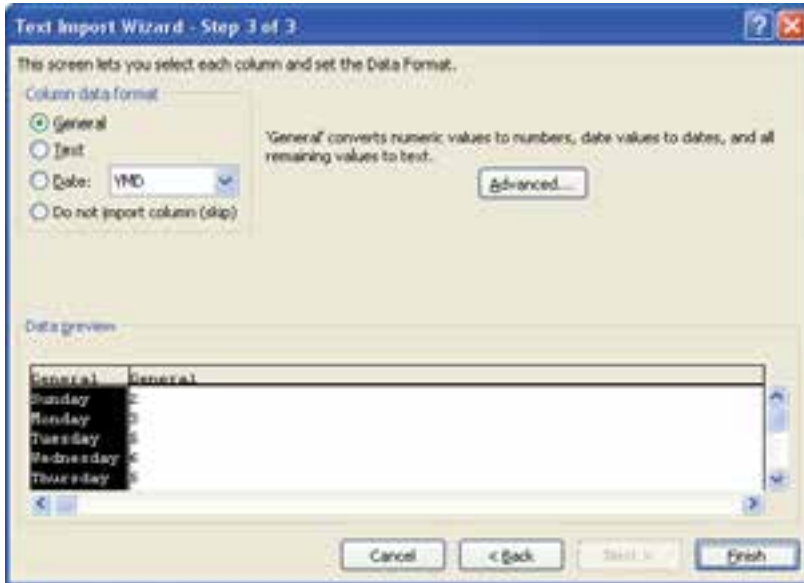 Text Import Wizard - Step 3 of 3
This screen lets you select each column and set the Data Format.
Column data format
General
Text
Date: YMD
Do not import column (skip)
'General' converts numeric values to numbers, date values to dates, and all
remaining values to text.
Advanced...
Data preview
General General
Sunday
Monday
Tuesday
Wednesday
Thursday
Cancel < Back Next > Finish